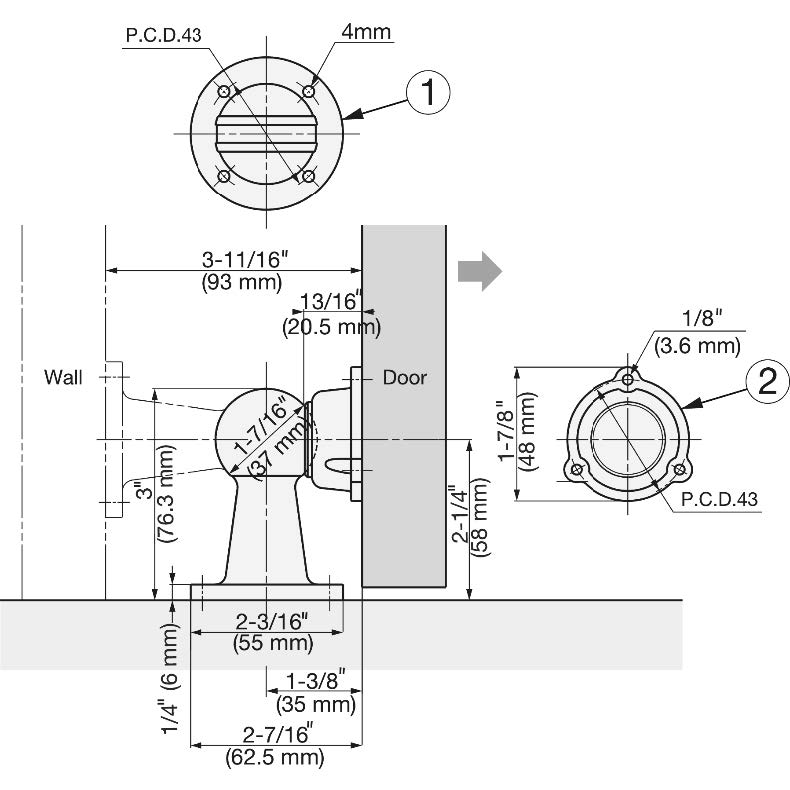 P.C.D.43
4mm
1
3-11/16"
(93 mm)
13/16"
(20.5 mm)
1/8"
(3.6 mm)
Wall
Door
2
1-7/16"
(37 mm)
1-7/8"
(48 mm)
3"
(76.3 mm)
2-1/4"
(58 mm)
P.C.D.43
2-3/16"
(55 mm)
1/4" (6 mm)
1-3/8"
(35 mm)
2-7/16"
(62.5 mm)